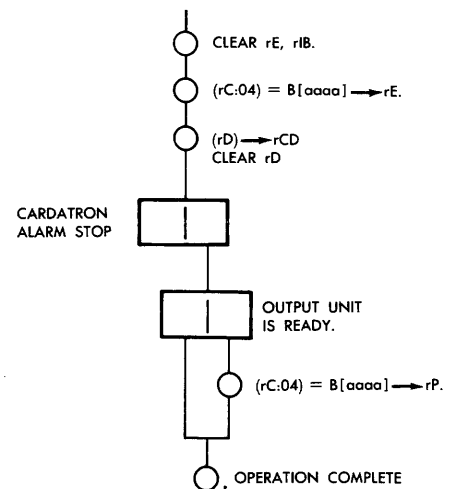 CLEAR rE, rIB.
(rC:04) = B[aaaa] → rE.
(rD) → rCD
CLEAR rD
CARDATRON
ALARM STOP
OUTPUT UNIT
IS READY.
(rC:04) = B[aaaa] → rP.
. OPERATION COMPLETE